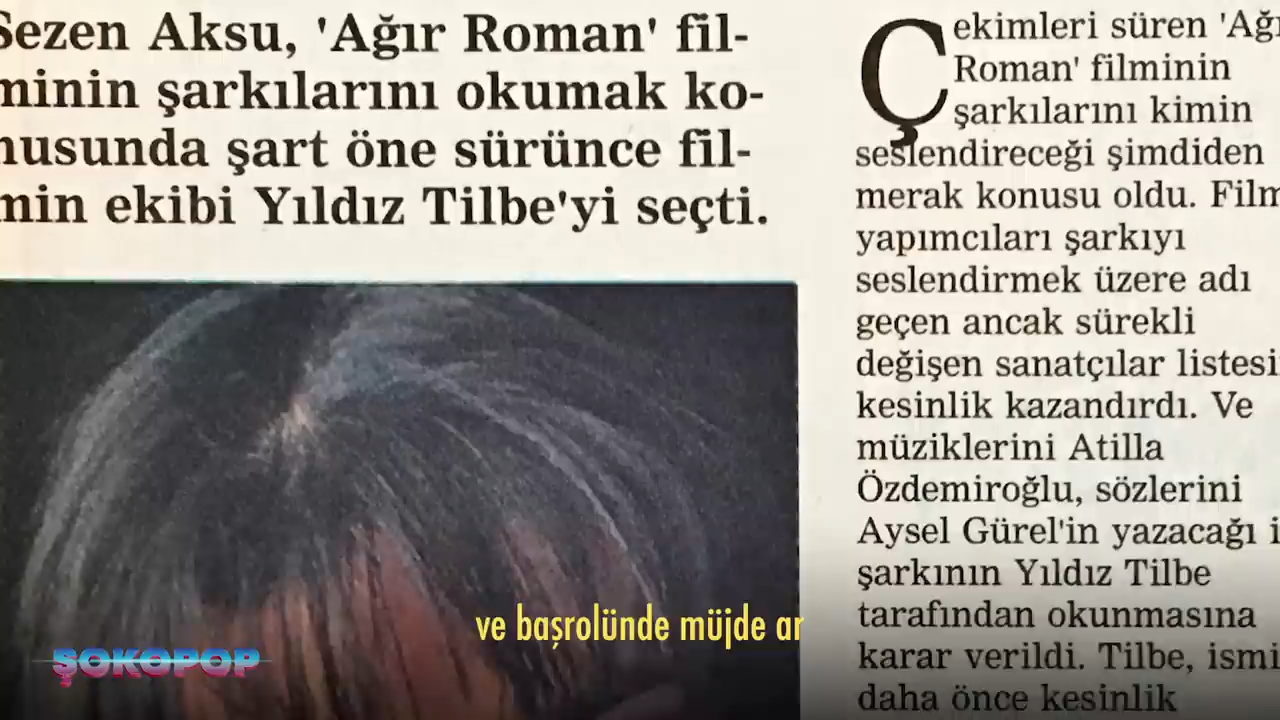 Sezen Aksu, 'Ağır Roman' fil-
minin şarkılarını okumak ko-
nusunda şart öne sürünce fil-
min ekibi Yıldız Tilbe'yi seçti.
Çekimleri süren 'Ağır
Roman' filminin
şarkılarını kimin
seslendireceği şimdiden
merak konusu oldu. Film
yapımcıları şarkıyı
seslendirmek üzere adı
geçen ancak sürekli
değişen sanatçılar listesi
kesinlik kazandırdı. Ve
müziklerini Atilla
Özdemiroğlu, sözlerini
Aysel Gürel'in yazacağı
şarkının Yıldız Tilbe
tarafından okunmasına
karar verildi. Tilbe, ismi
daha önce kesinlik
ve başrolünde müjde ar
ŞOKOPOP